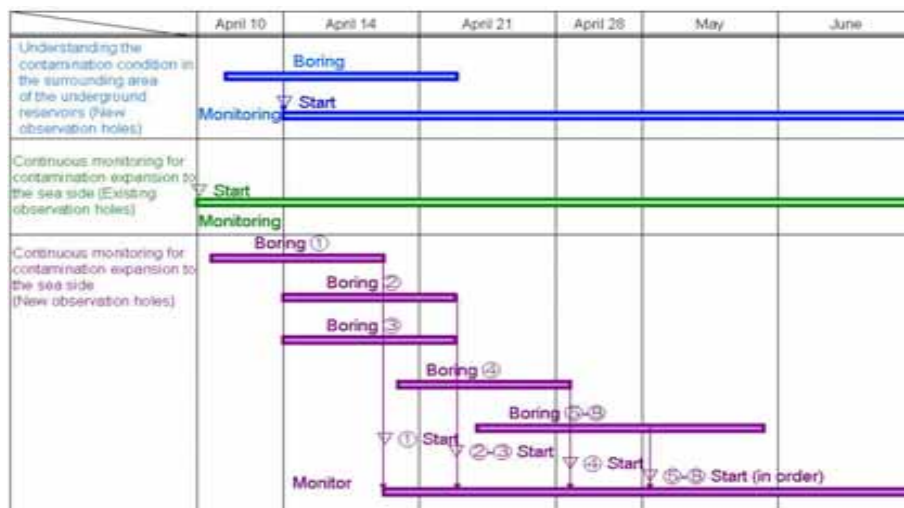 April 10 April 14 April 21 April 28 May June
Understanding the
contamination condition in
the surrounding area
of the underground
reservoirs (New
observation holes)
Boring
Start
Monitoring
Continuous monitoring for
contamination expansion to
the sea side (Existing
observation holes)
Start
Monitoring
Continuous monitoring for
contamination expansion to
the sea side
(New observation holes)
Boring ①
Boring ②
Boring ③
Boring ④
Boring ⑤-⑧
① Start
②-③ Start
④ Start
⑤-⑧ Start (in order)
Monitor